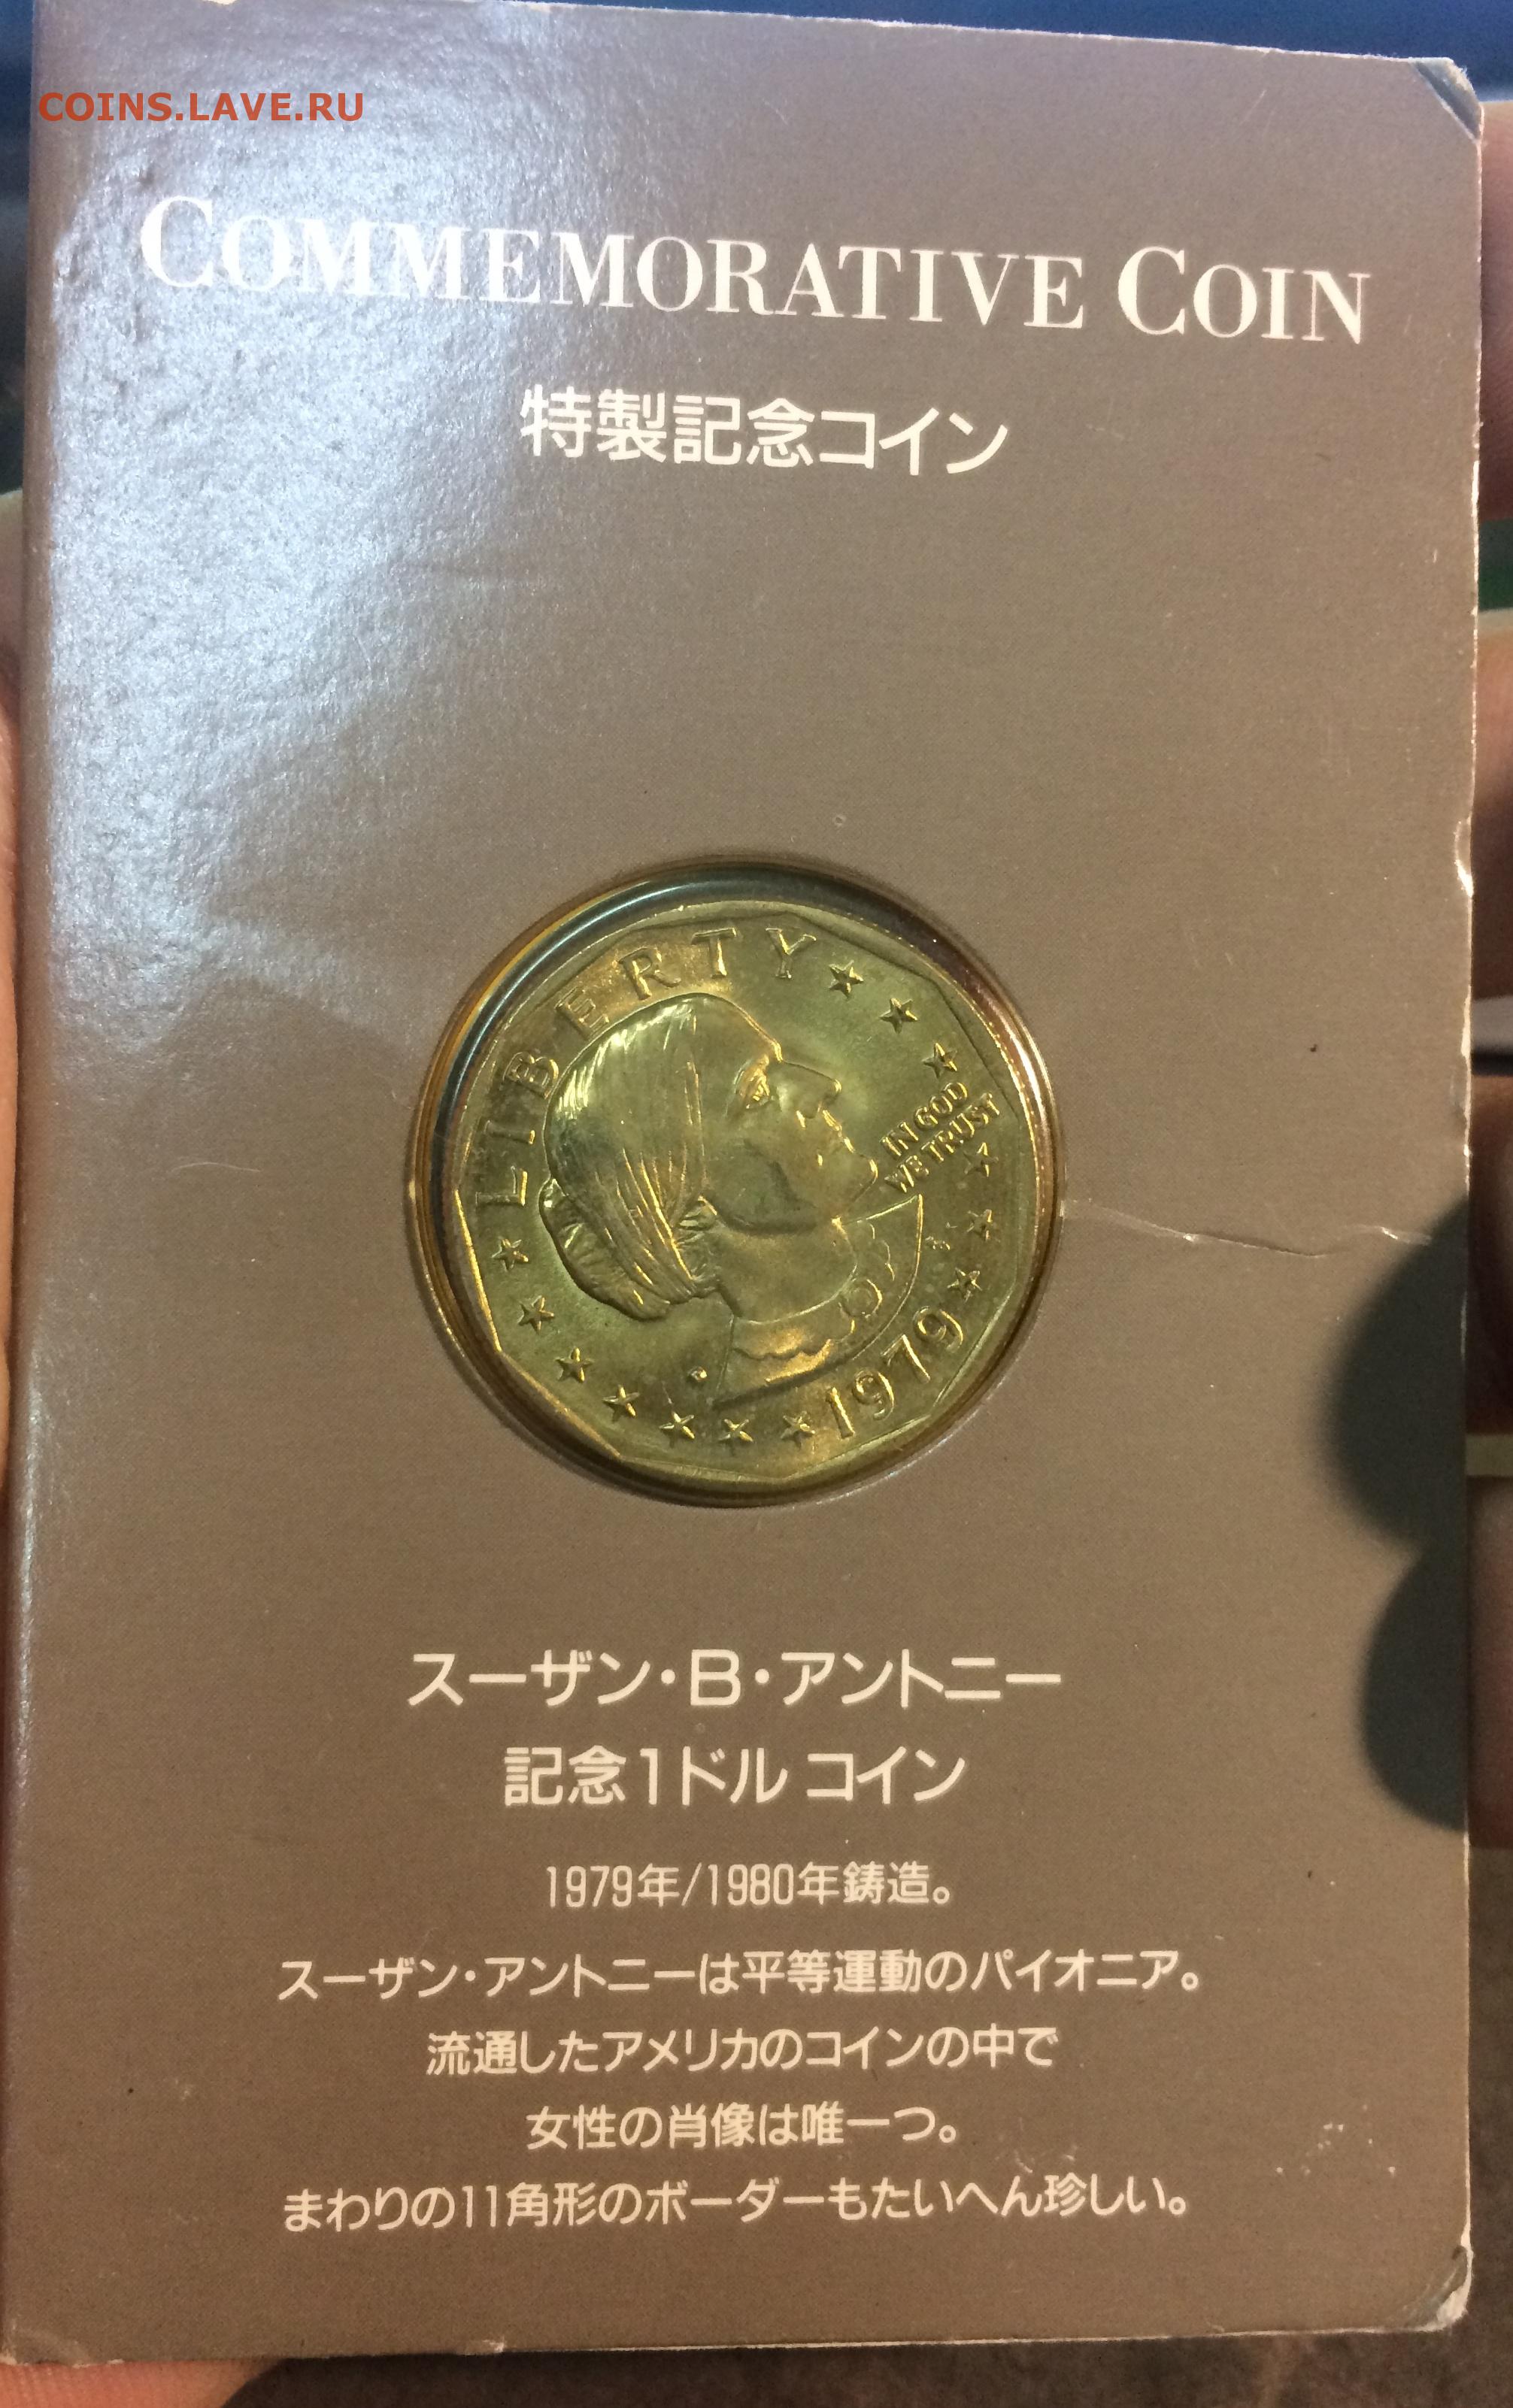 COINS.LAVE.RU
COMMEMORATIVE COIN
特製記念コイン
LIBERTY
IN GOD
WE TRUST
1979
スーザン・B・アントニー
記念1ドル コイン
1979年/1980年鋳造。
スーザン・アントニーは平等運動のパイオニア。
流通したアメリカのコインの中で
女性の肖像は唯一つ。
まわりの11角形のボーダーもたいへん珍しい。